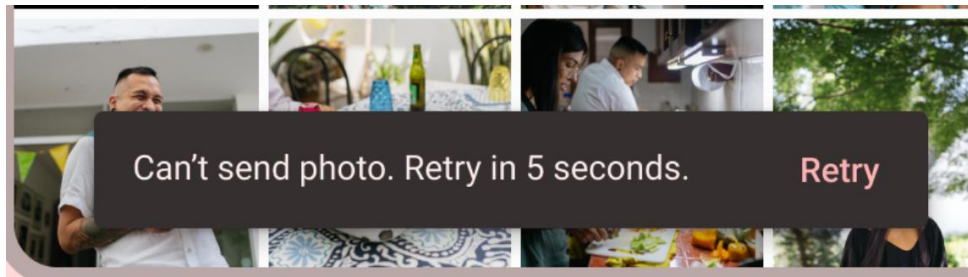 Can’t send photo. Retry in 5 seconds.
Retry